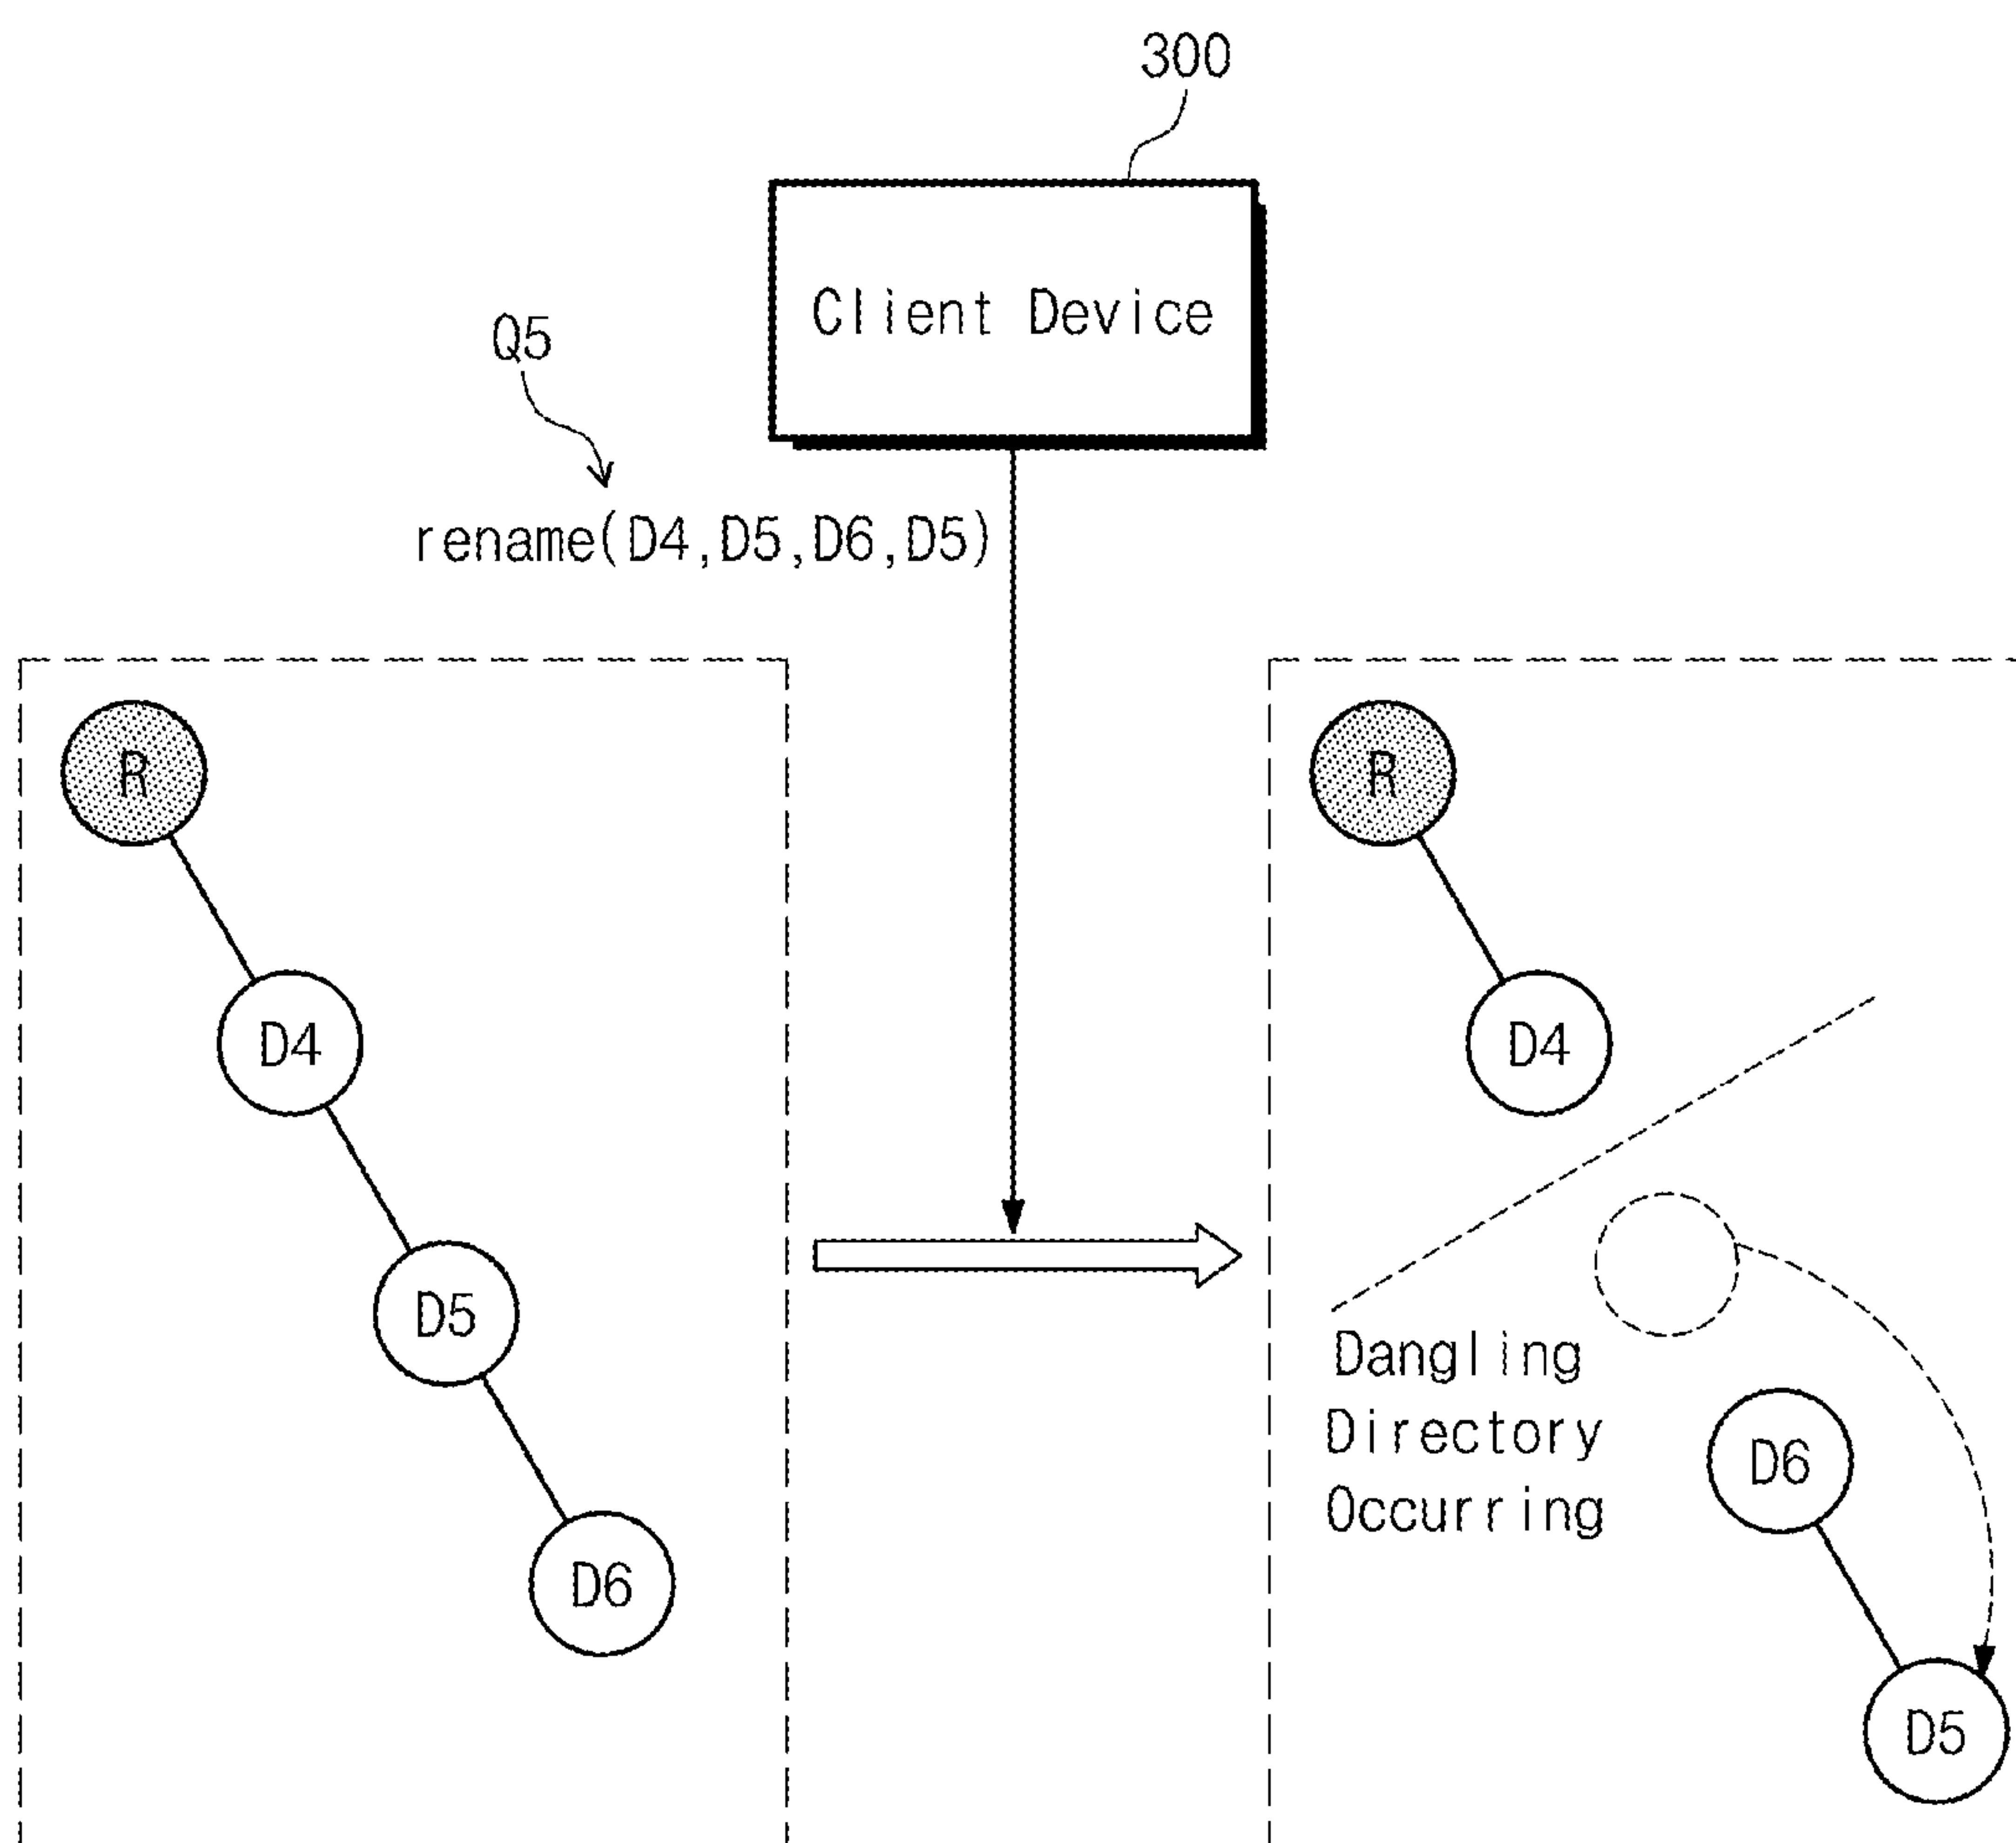 300
Client Device
Q5
rename(D4,D5,D6,D5)
R
D4
D5
D6
R
D4
Dangling
Directory
Occurring
D6
D5